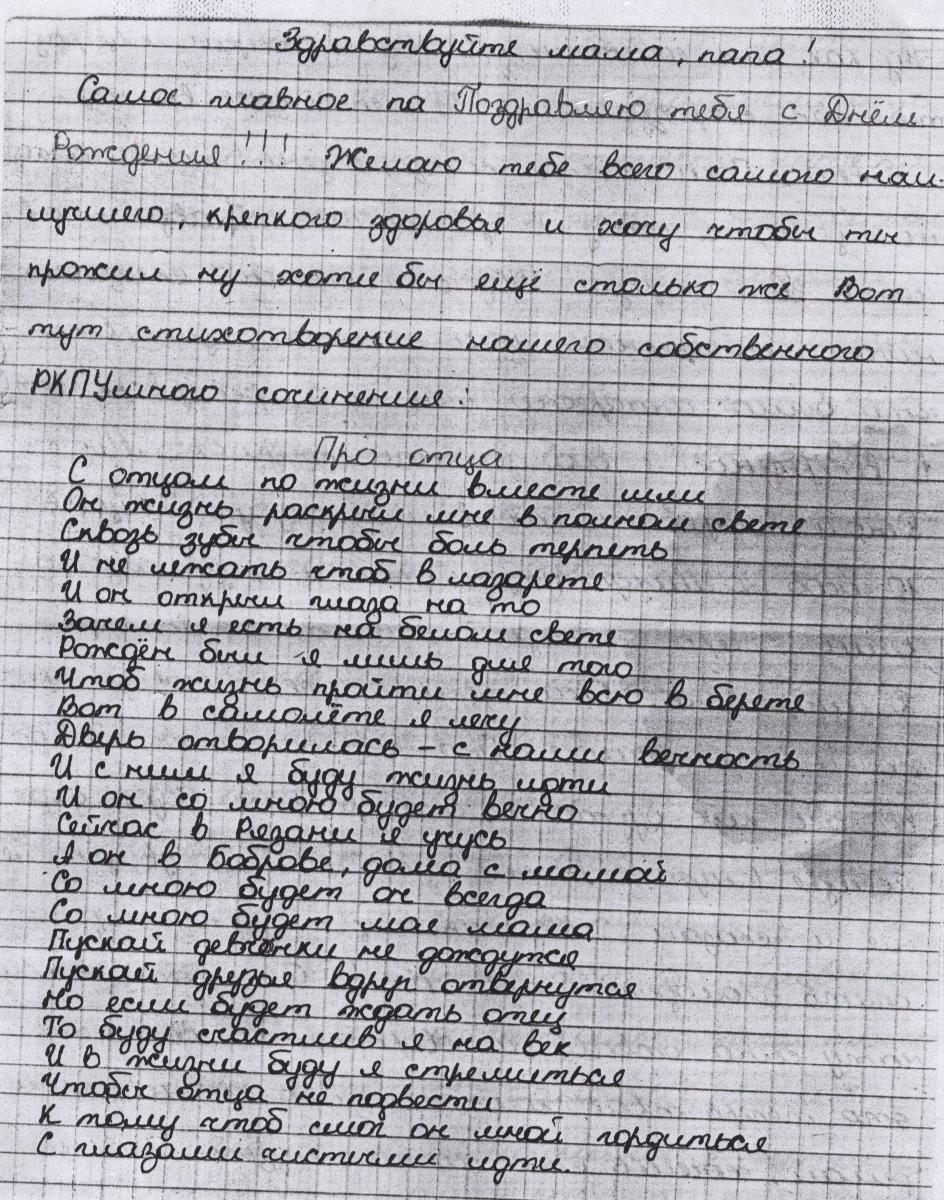 Здравствуйте мама, папа!
Самое главное па Поздравляю тебя с Днём
Рождения!!! Желаю тебе всего самого наи-
лучшего, крепкого здоровья и хочу чтобы ты
прожил ну хотя бы ещё столько же Вот
тут стихотворение нашего собственного
РКПУшного сочинения:
Про отца
С отцом по жизни вместе шли
Он жизнь раскрыл мне в полном свете
Сквозь зубы чтобы боль терпеть
И не лежать чтоб в лазарете
И он открыл глаза на то
Зачем я есть на белом свете
Рождён был я лишь для того
Чтоб жизнь пройти мне всю в берете
Вот в самолёте я лечу
Дверь отворилась – с нами вечность
И с ним я буду жизнь идти
И он со мною будет вечно
Сейчас в Рязани я учусь
А он в Боброве, дома с мамой
Со мною будет он всегда
Со мною будет моя мама
Пускай девчонки не дождутся
Пускай друзья вдруг отвернутся
Но если будет ждать отец
То буду счастлив я на век
И в жизни буду я стремиться
Чтобы отца не подвести
К тому чтоб смог он мной гордиться
С глазами чистыми идти.